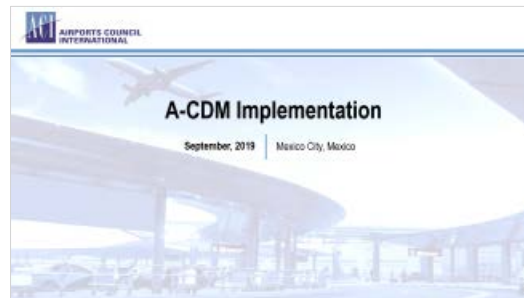 ACI
AIRPORTS COUNCIL
INTERNATIONAL
A-CDM Implementation
September, 2019
Mexico City, Mexico